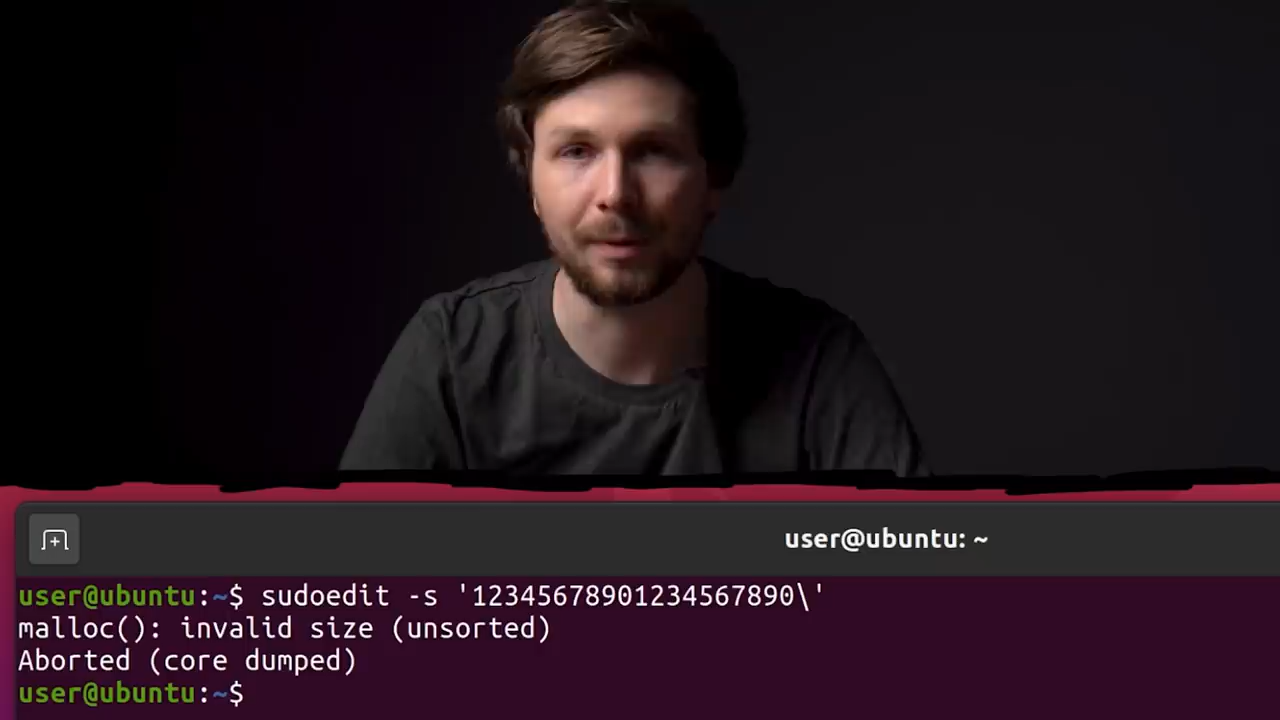 user@ubuntu: ~
user@ubuntu:~$ sudoedit -s '12345678901234567890\'
malloc(): invalid size (unsorted)
Aborted (core dumped)
user@ubuntu:~$